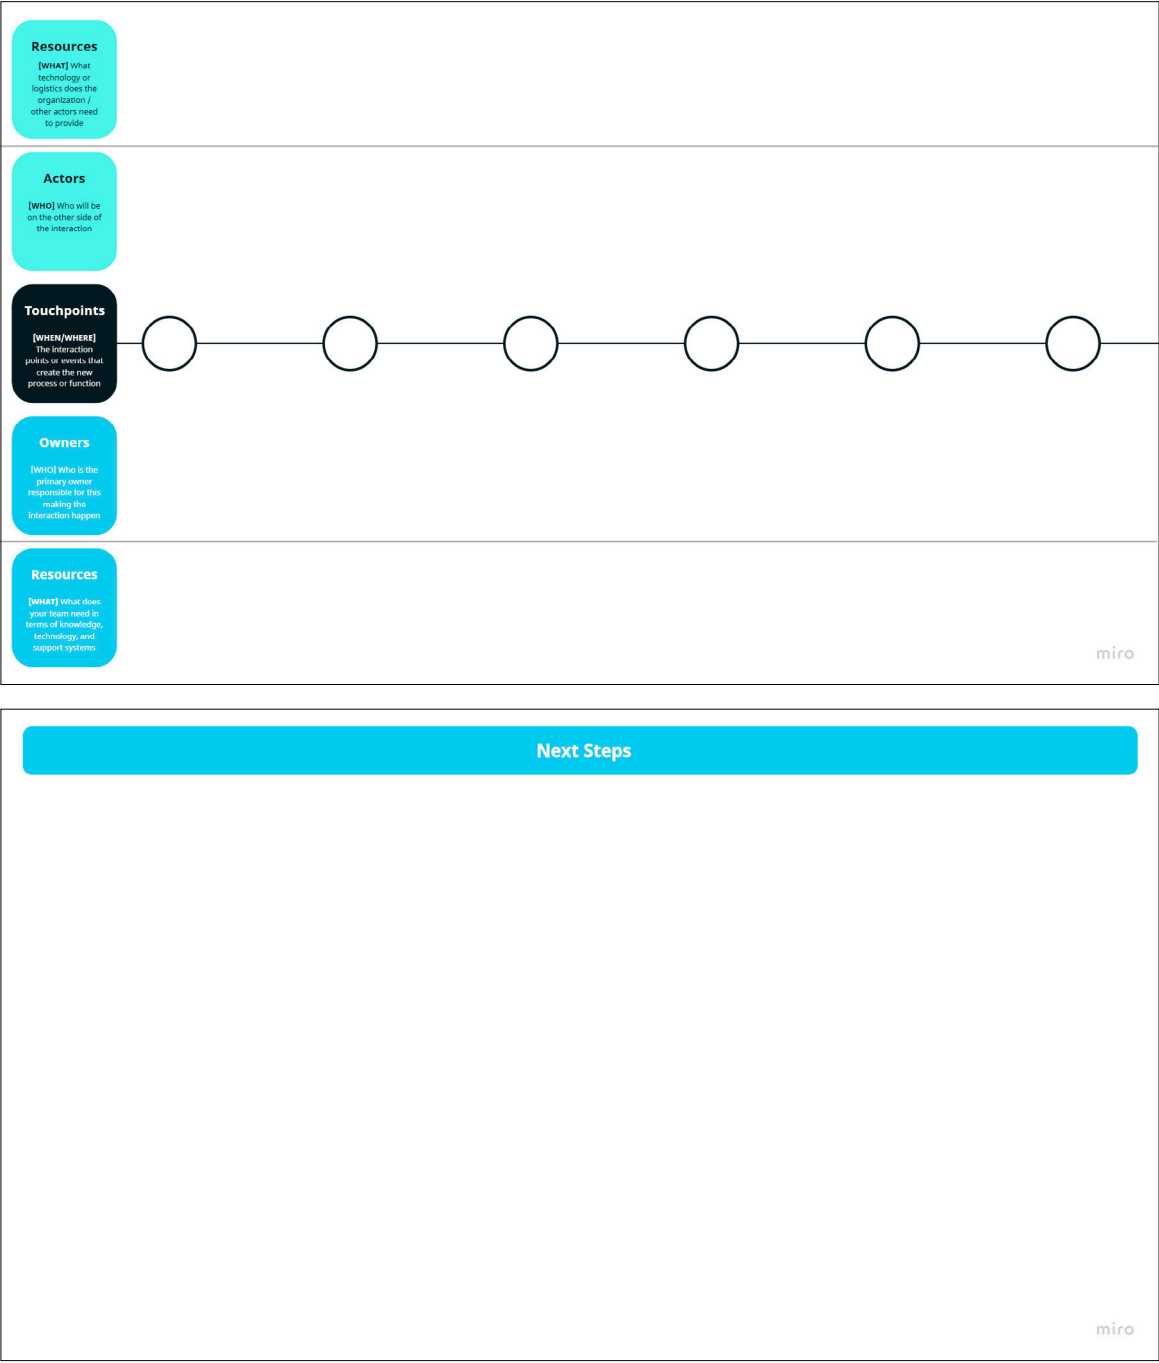 Resources
[WHAT] What
technology or
logistics does the
organization /
other actors need
to provide
Actors
[WHO] Who will be
on the other side of
the interaction
Touchpoints
[WHEN/WHERE]
The interaction
points or events that
create the new
process or function
Owners
[WHO] Who is the
primary owner
responsible for this
making the
interaction happen
Resources
[WHAT] What does
your team need in
terms of knowledge,
technology, and
support systems
miro
Next Steps
miro